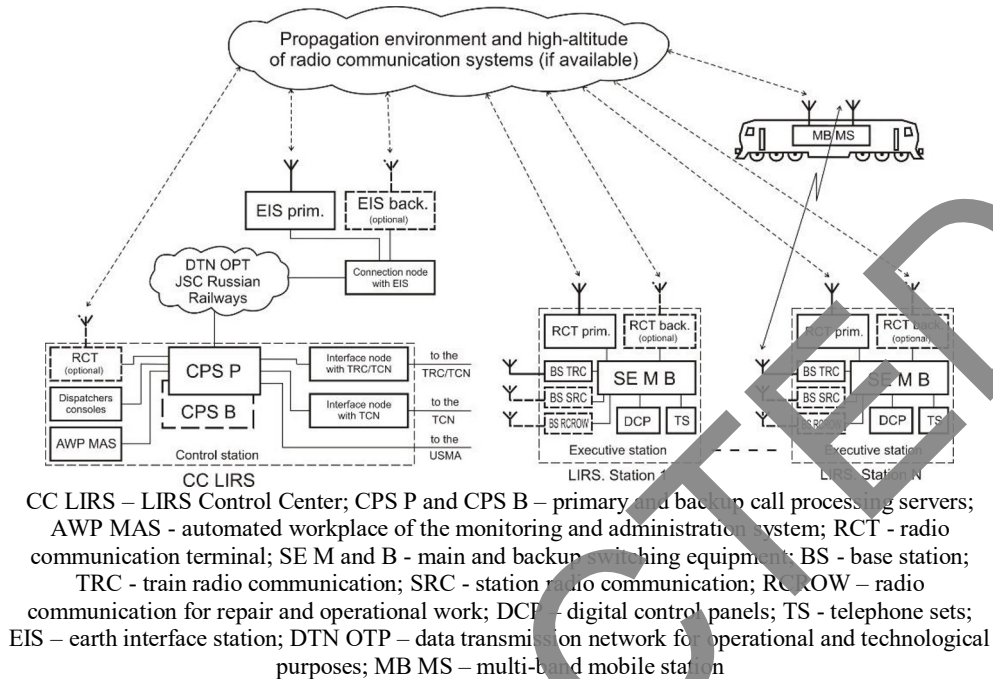 Propagation environment and high-altitude
of radio communication systems (if available)
MB MS
EIS prim.
EIS back.
(optional)
DTN OPT
JSC Russian
Railways
Connection node
with EIS
RCT
(optional)
Dispatchers
consoles
AWP MAS
CPS P
CPS B
Interface node
with TRC/TCN
Interface node
with TCN
to the
TRC/TCN
to the
TCN
to the
USMA
Control station
CC LIRS
RCT prim.
RCT back.
(optional)
BS TRC
BS SRC
BS RCROW
SE M B
DCP
TS
Executive station
LIRS. Station 1
RCT prim.
RCT back.
(optional)
BS TRC
BS SRC
BS RCROW
SE M B
DCP
TS
Executive station
LIRS. Station N
CC LIRS – LIRS Control Center; CPS P and CPS B – primary and backup call processing servers;
AWP MAS - automated workplace of the monitoring and administration system; RCT - radio
communication terminal; SE M and B - main and backup switching equipment; BS - base station;
TRC - train radio communication; SRC - station radio communication; RCROW – radio
communication for repair and operational work; DCP – digital control panels; TS - telephone sets;
EIS – earth interface station; DTN OTP – data transmission network for operational and technological
purposes; MB MS – multi-band mobile station